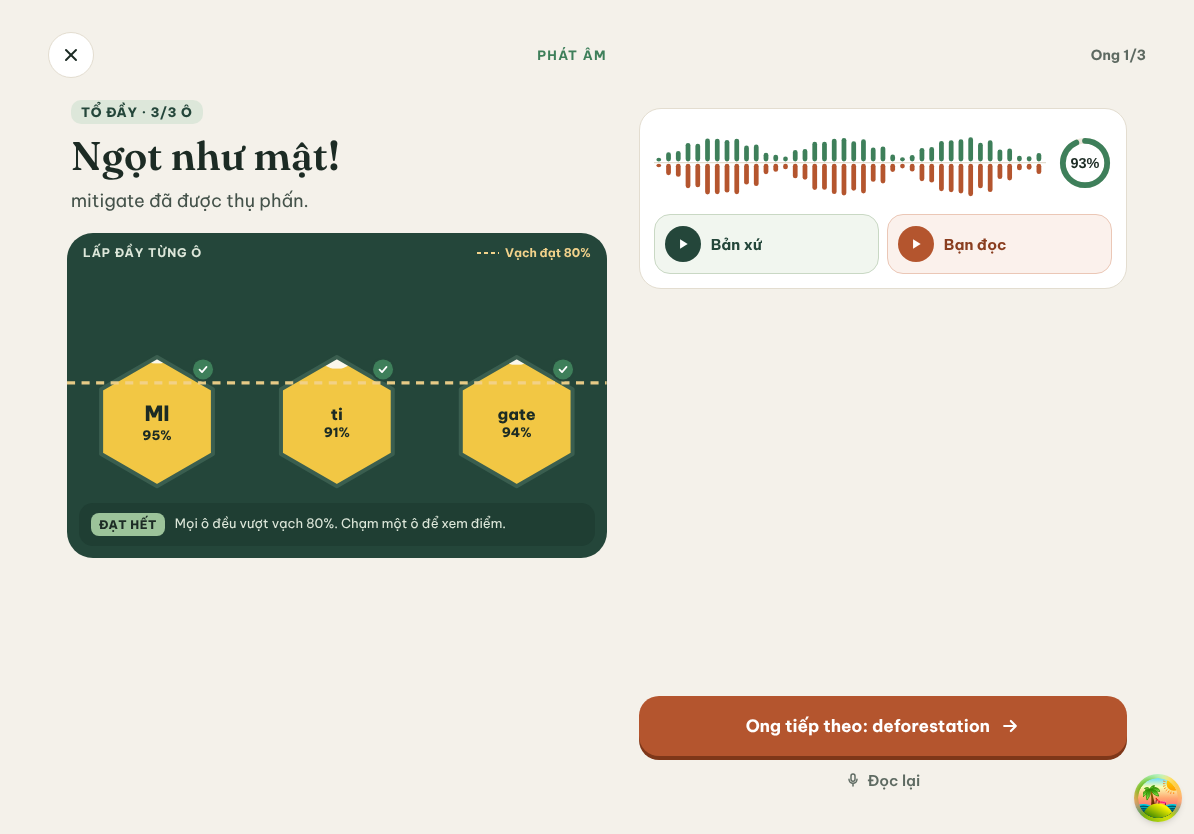 PHÁT ÂM
Ong 1/3
TỔ ĐẦY · 3/3 Ô
Ngọt như mật!
mitigate đã được thụ phấn.
LẤP ĐẦY TỪNG Ô
Vạch đạt 80%
MI
95%
ti
91%
gate
94%
ĐẠT HẾT
Mọi ô đều vượt vạch 80%. Chạm một ô để xem điểm.
93%
Bản xứ
Bạn đọc
Ong tiếp theo: deforestation
Đọc lại